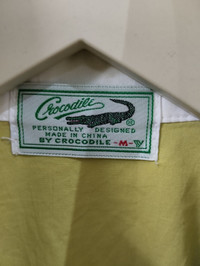 Crocodile
®
PERSONALLY DESIGNED
MADE IN CHINA
BY CROCODILE -M-